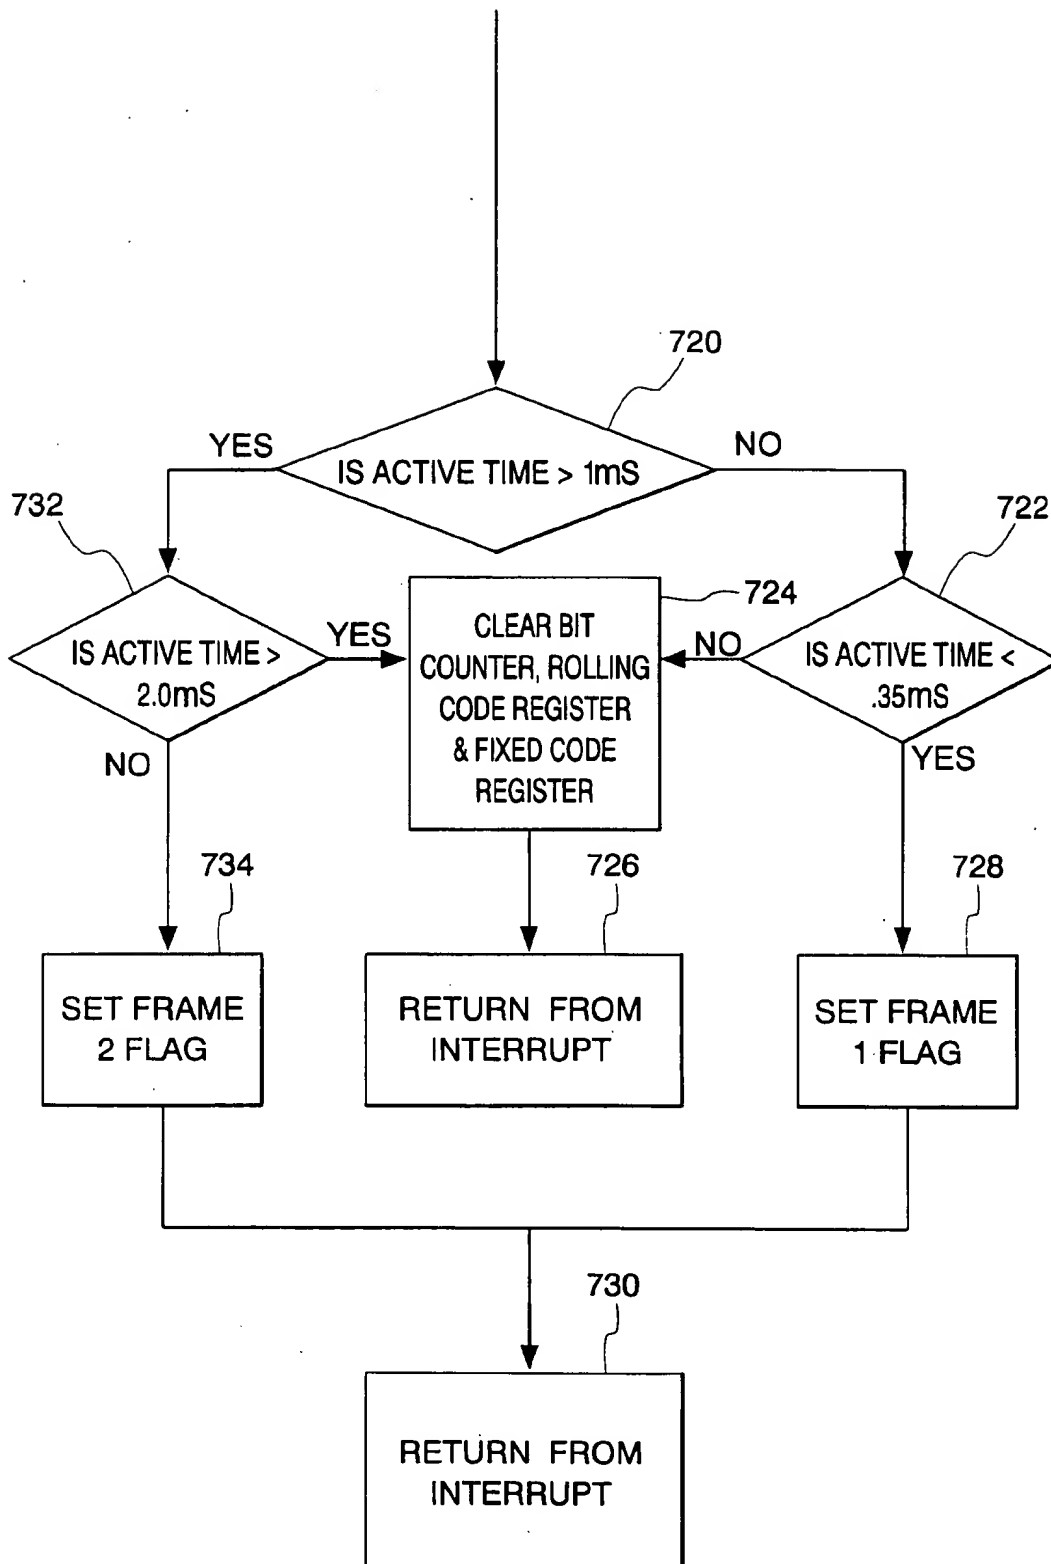 720
YES
NO
IS ACTIVE TIME > 1mS
732
722
724
CLEAR BIT
COUNTER, ROLLING
CODE REGISTER
& FIXED CODE
REGISTER
IS ACTIVE TIME >
2.0mS
YES
NO
IS ACTIVE TIME <
.35mS
NO
YES
734
726
728
SET FRAME
2 FLAG
RETURN FROM
INTERRUPT
SET FRAME
1 FLAG
730
RETURN FROM
INTERRUPT